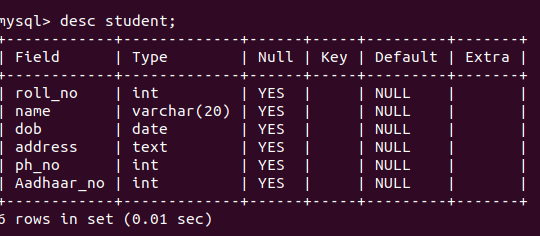 mysql> desc student;
+------------+-------------+------+-----+---------+-------+
| Field      | Type        | Null | Key | Default | Extra |
+------------+-------------+------+-----+---------+-------+
| roll_no    | int         | YES  |     | NULL    |       |
| name       | varchar(20) | YES  |     | NULL    |       |
| dob        | date        | YES  |     | NULL    |       |
| address    | text        | YES  |     | NULL    |       |
| ph_no      | int         | YES  |     | NULL    |       |
| Aadhaar_no | int         | YES  |     | NULL    |       |
+------------+-------------+------+-----+---------+-------+
6 rows in set (0.01 sec)